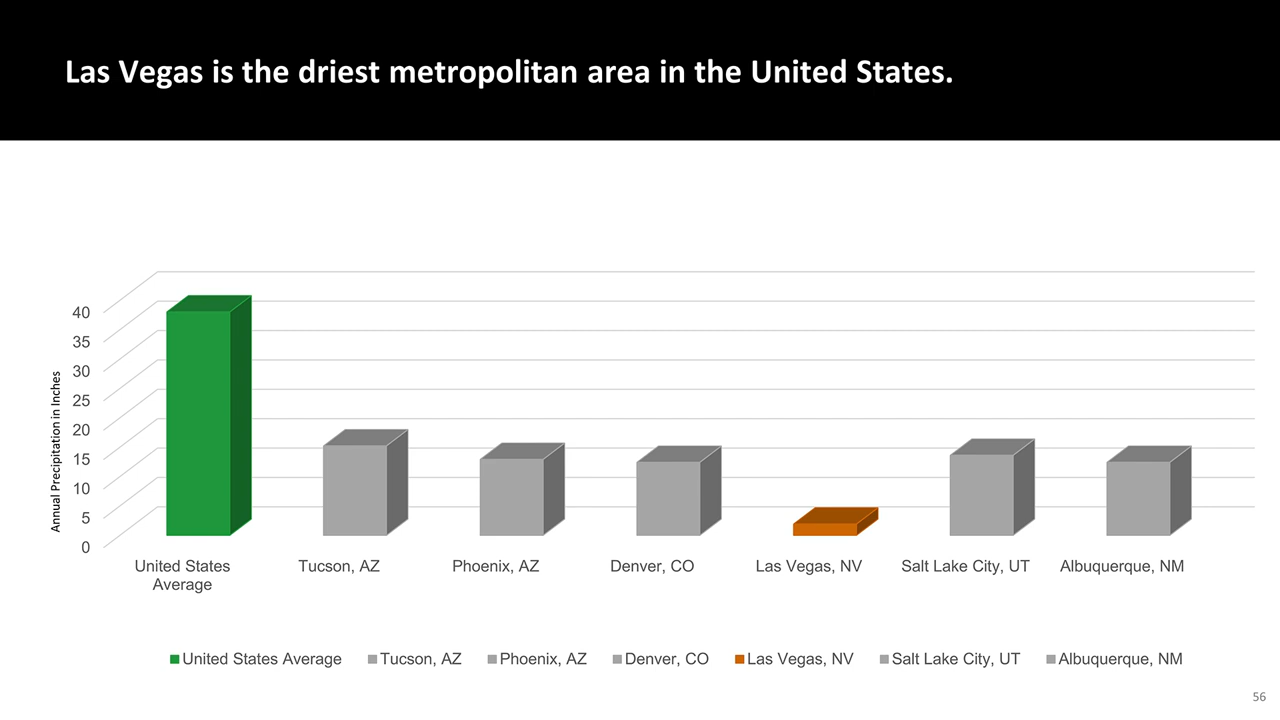 Las Vegas is the driest metropolitan area in the United States.
Annual Precipitation in Inches
40
35
30
25
20
15
10
5
0
United States
Average
Tucson, AZ
Phoenix, AZ
Denver, CO
Las Vegas, NV
Salt Lake City, UT
Albuquerque, NM
United States Average Tucson, AZ Phoenix, AZ Denver, CO Las Vegas, NV Salt Lake City, UT Albuquerque, NM
56